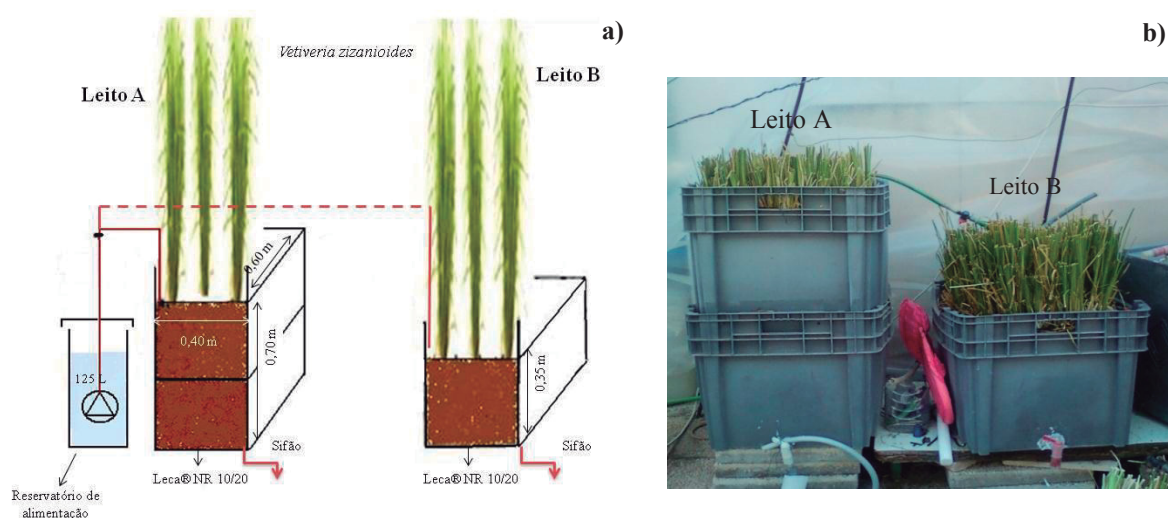 a)
Vetiveria zizanioides
Leito A
Leito B
0,60 m
0,40 m
0,70 m
0,35 m
125 L
Sifão
Sifão
Leca® NR 10/20
Leca® NR 10/20
Reservatório de
alimentação
b)
Leito A
Leito B